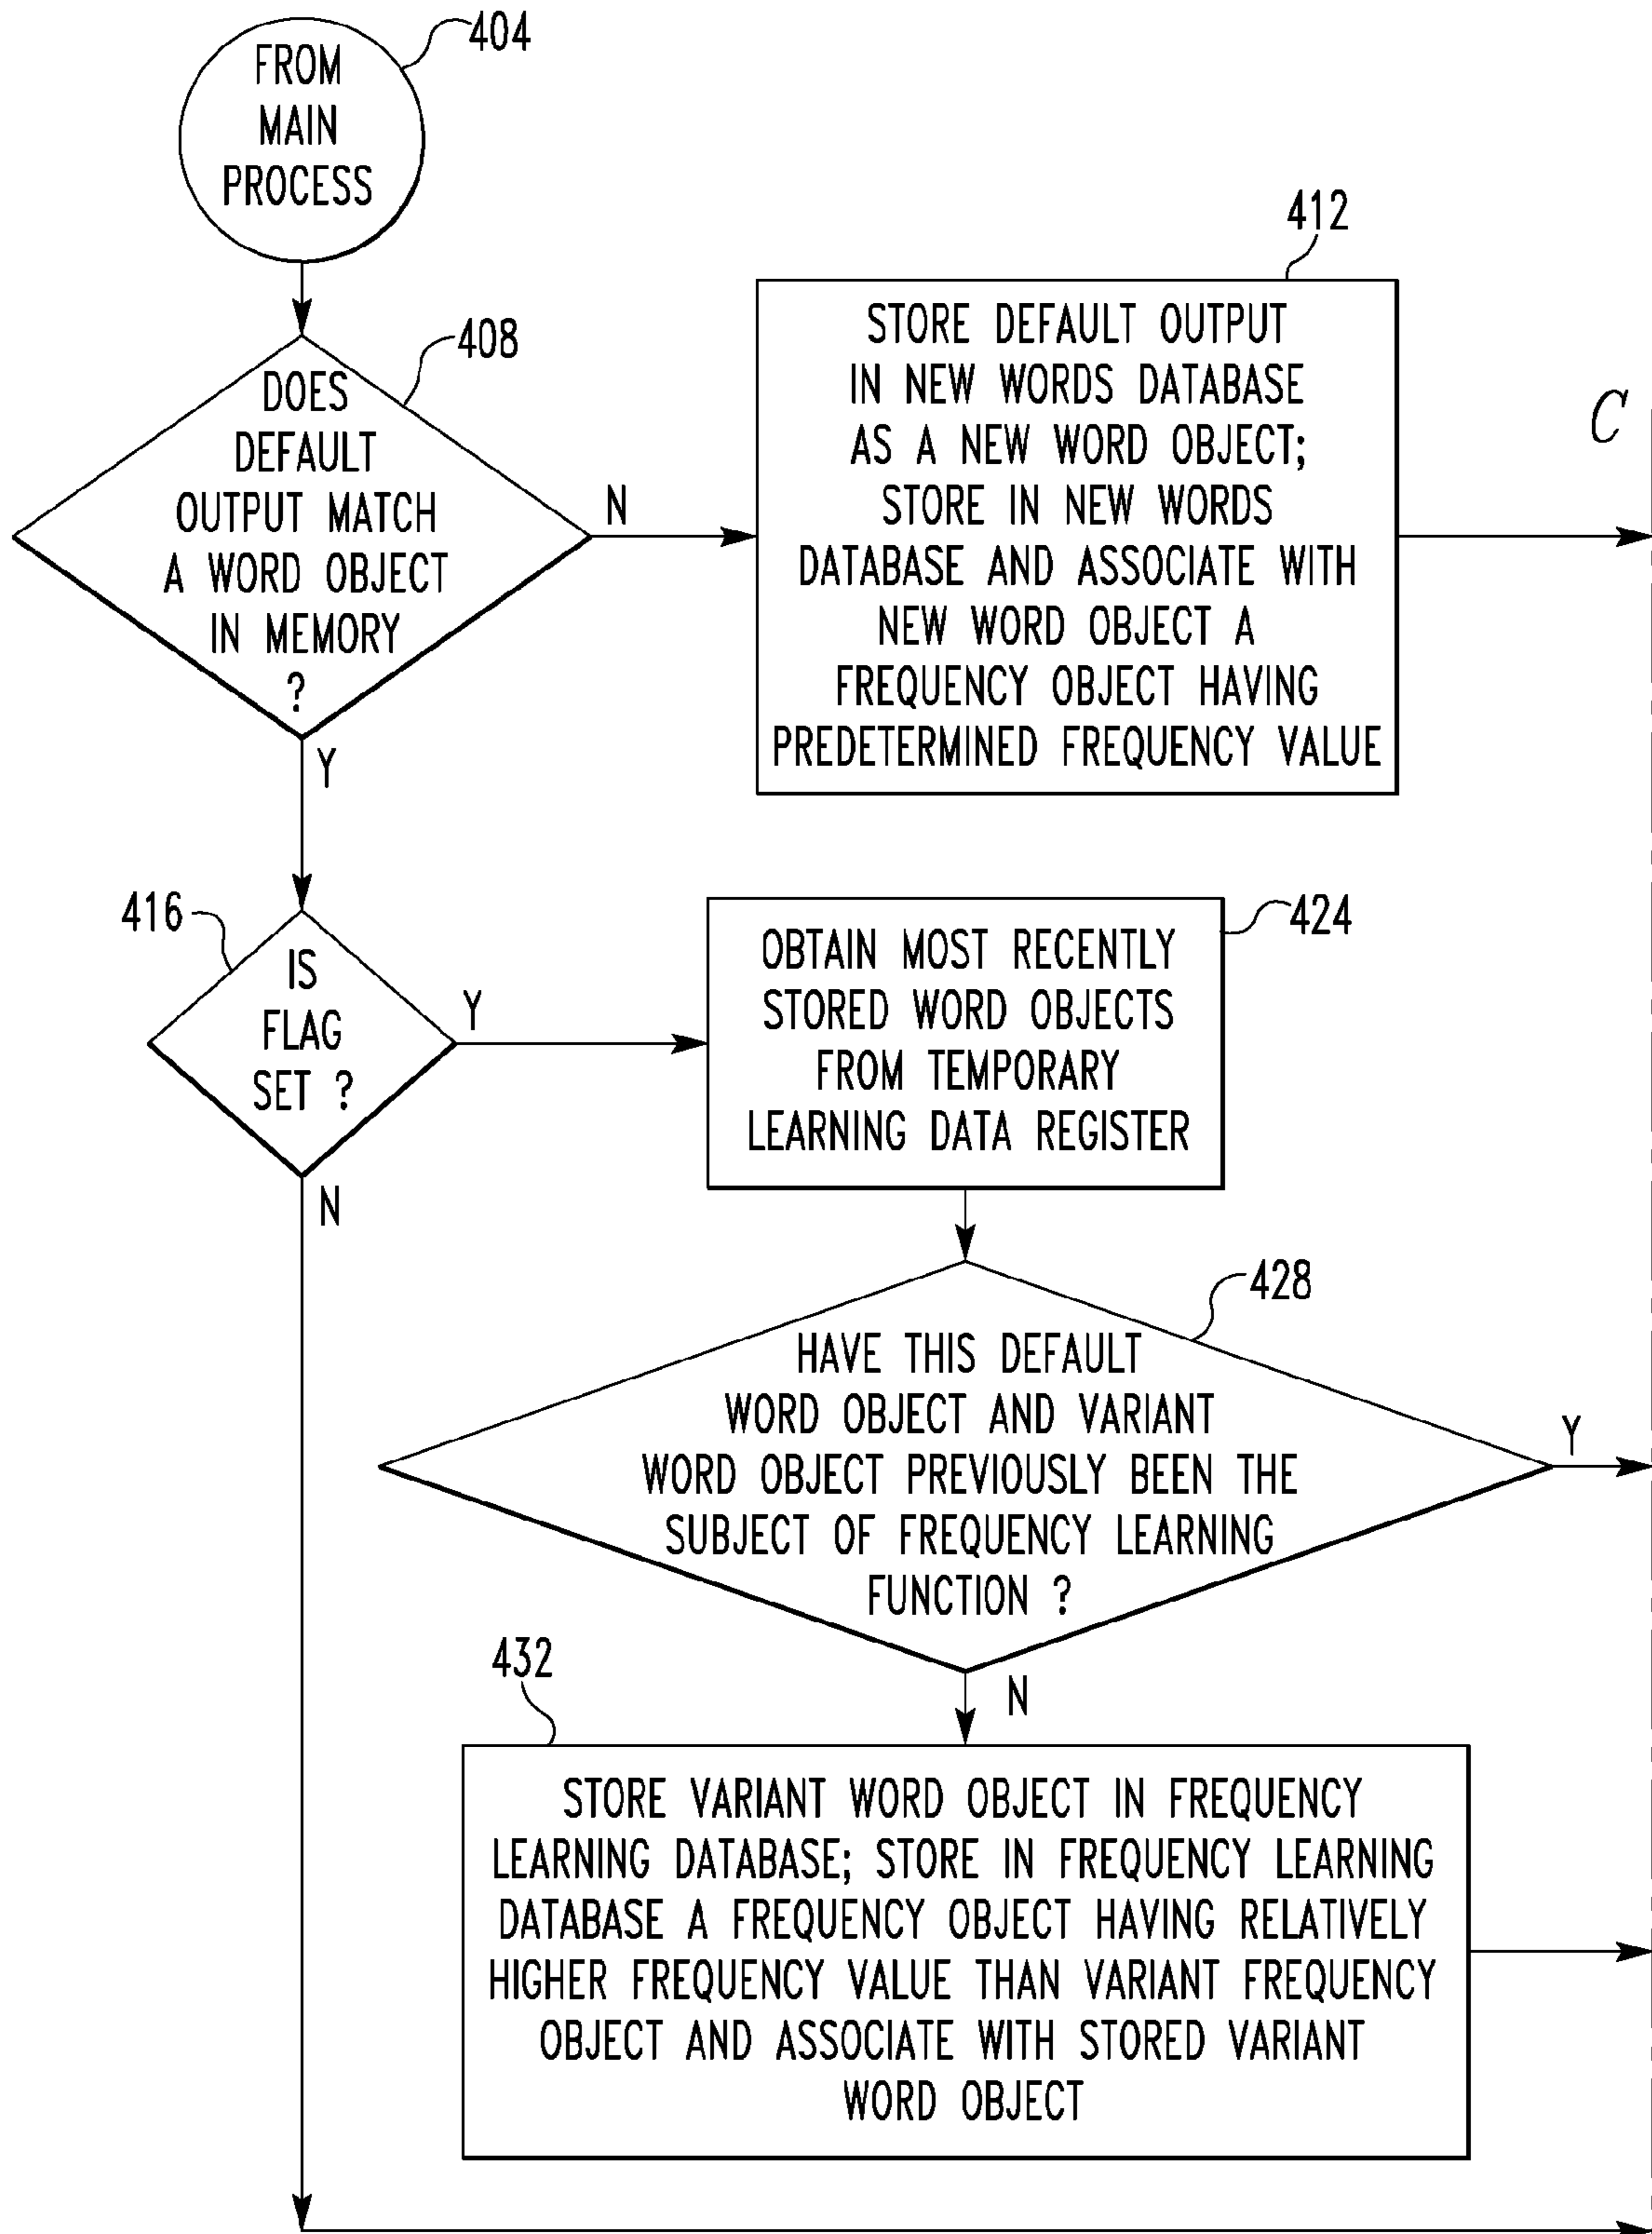 404
FROM
MAIN
PROCESS
408
DOES
DEFAULT
OUTPUT MATCH
A WORD OBJECT
IN MEMORY
?
N
Y
412
STORE DEFAULT OUTPUT
IN NEW WORDS DATABASE
AS A NEW WORD OBJECT;
STORE IN NEW WORDS
DATABASE AND ASSOCIATE WITH
NEW WORD OBJECT A
FREQUENCY OBJECT HAVING
PREDETERMINED FREQUENCY VALUE
C
416
IS
FLAG
SET ?
Y
N
424
OBTAIN MOST RECENTLY
STORED WORD OBJECTS
FROM TEMPORARY
LEARNING DATA REGISTER
428
HAVE THIS DEFAULT
WORD OBJECT AND VARIANT
WORD OBJECT PREVIOUSLY BEEN THE
SUBJECT OF FREQUENCY LEARNING
FUNCTION ?
Y
N
432
STORE VARIANT WORD OBJECT IN FREQUENCY
LEARNING DATABASE; STORE IN FREQUENCY LEARNING
DATABASE A FREQUENCY OBJECT HAVING RELATIVELY
HIGHER FREQUENCY VALUE THAN VARIANT FREQUENCY
OBJECT AND ASSOCIATE WITH STORED VARIANT
WORD OBJECT